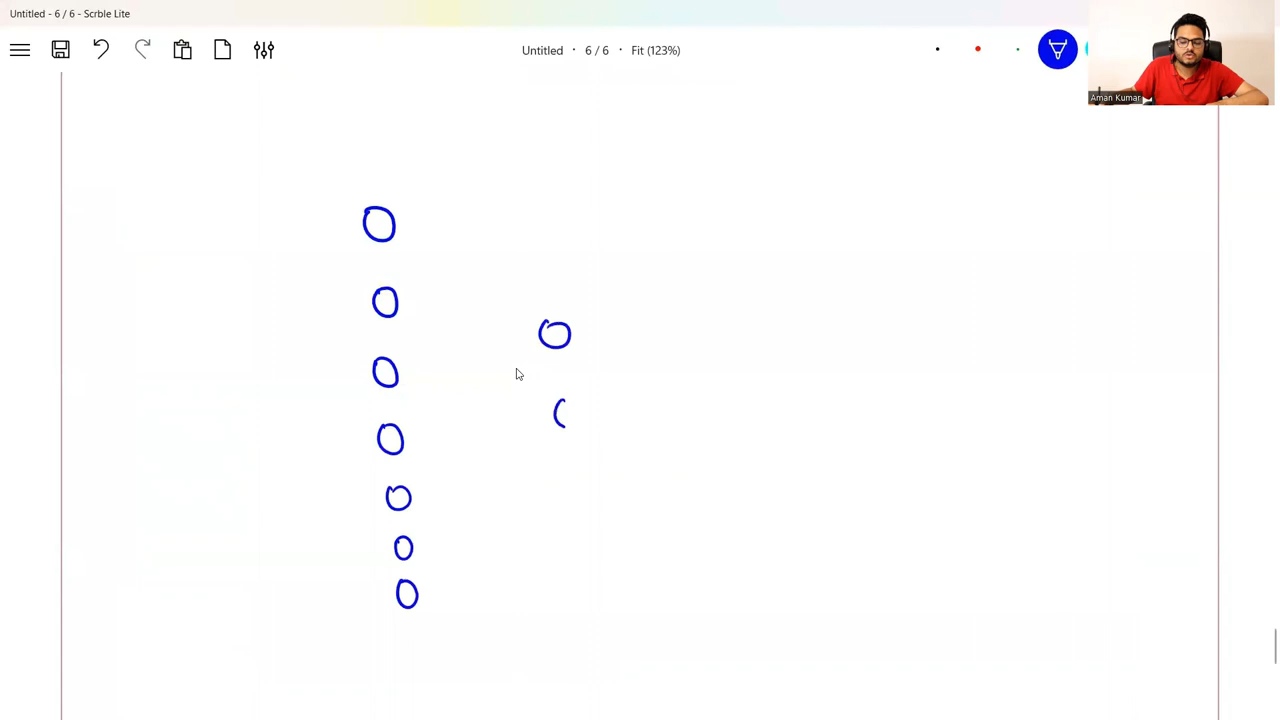 Untitled - 6 / 6 - Scrble Lite
Untitled · 6 / 6 · Fit (123%)
Aman Kumar